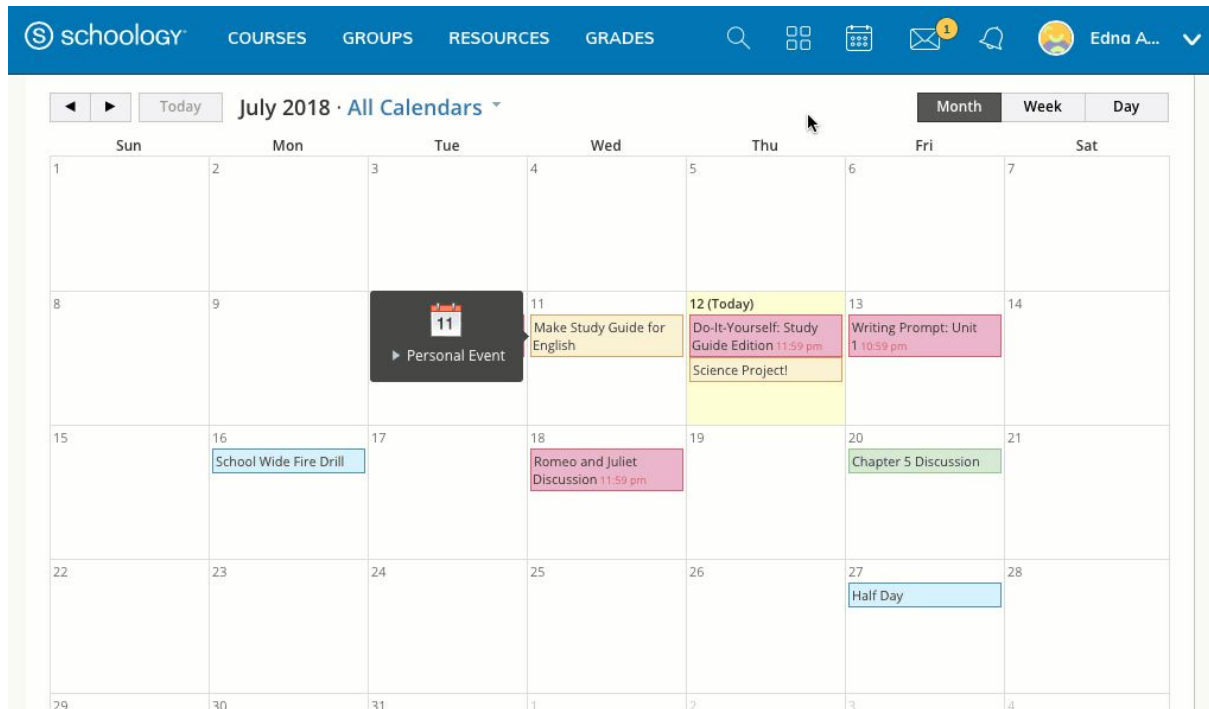 schoology COURSES GROUPS RESOURCES GRADES 1 Edna A...
Today July 2018 · All Calendars Month Week Day
Sun Mon Tue Wed Thu Fri Sat
1 2 3 4 5 6 7
8 9 11 12 (Today) 13 14
11
Personal Event
Make Study Guide for
English
Do-It-Yourself: Study
Guide Edition 11:59 pm
Science Project!
Writing Prompt: Unit
1 10:59 pm
15 16 17 18 19 20 21
School Wide Fire Drill
Romeo and Juliet
Discussion 11:59 pm
Chapter 5 Discussion
22 23 24 25 26 27 28
Half Day
29 30 31 1 2 3 4